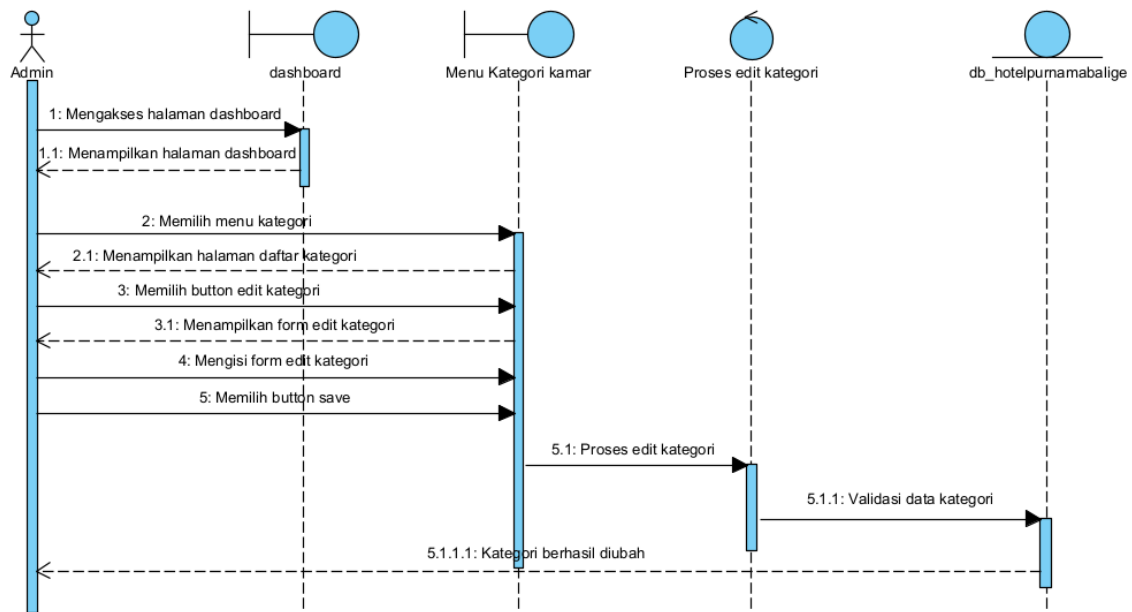 Admin
dashboard
Menu Kategori kamar
Proses edit kategori
db_hotelpurnamabalige
1: Mengakses halaman dashboard
1.1: Menampilkan halaman dashboard
2: Memilih menu kategori
2.1: Menampilkan halaman daftar kategori
3: Memilih button edit kategori
3.1: Menampilkan form edit kategori
4: Mengisi form edit kategori
5: Memilih button save
5.1: Proses edit kategori
5.1.1: Validasi data kategori
5.1.1.1: Kategori berhasil diubah